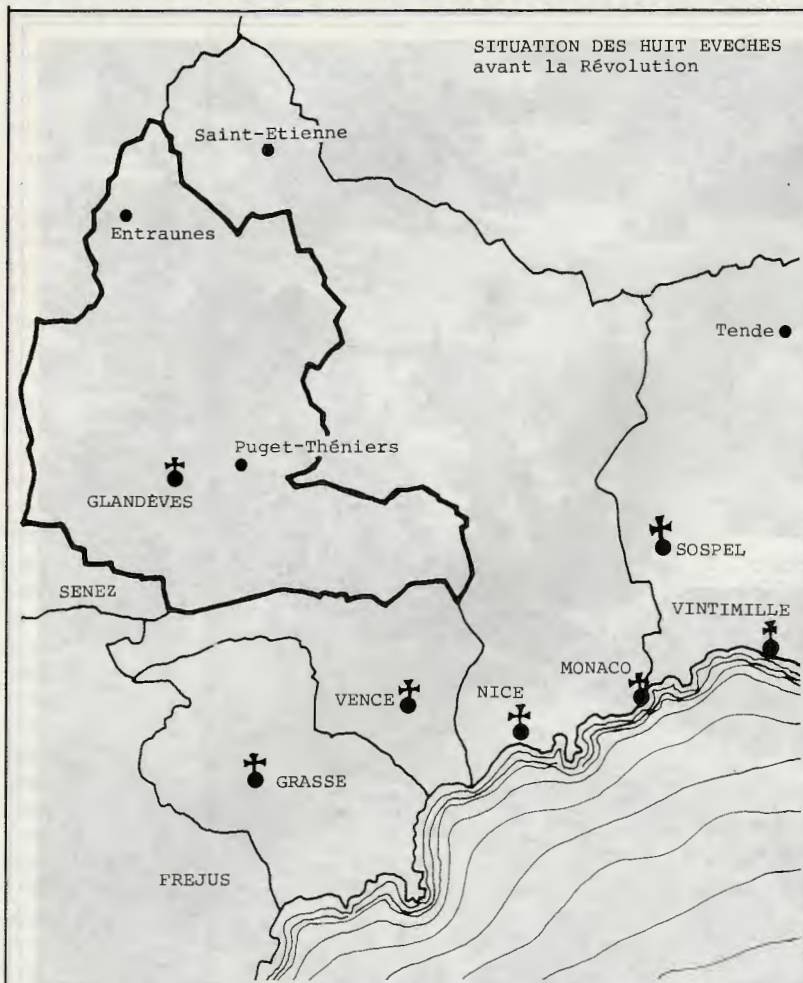 SITUATION DES HUIT EVECHES
avant la Révolution
Saint-Etienne
Entraunes
Tende
Puget-Théniers
GLANDÈVES
SOSPEL
SENEZ
VINTIMILLE
MONACO
VENCE
NICE
GRASSE
FREJUS